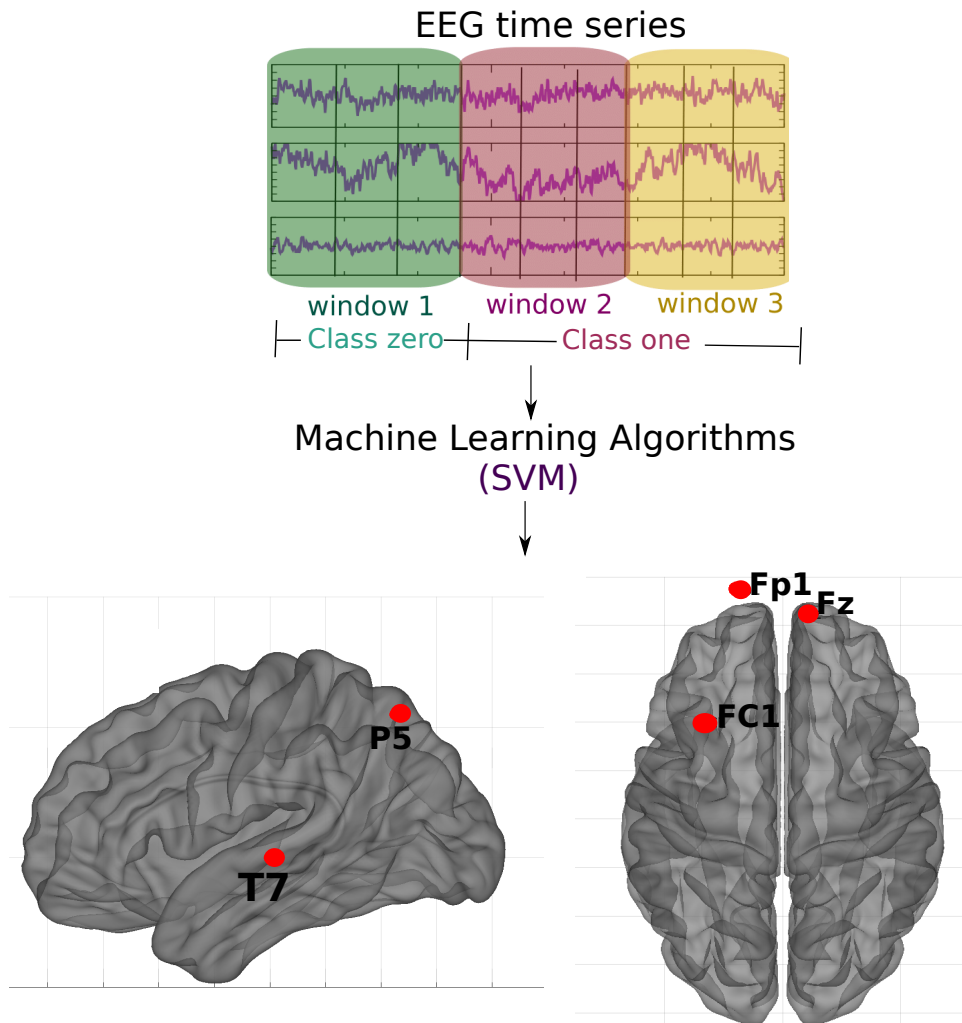 EEG time series
window 1
window 2
window 3
Class zero
Class one
Machine Learning Algorithms
(SVM)
P5
T7
Fp1
Fz
FC1